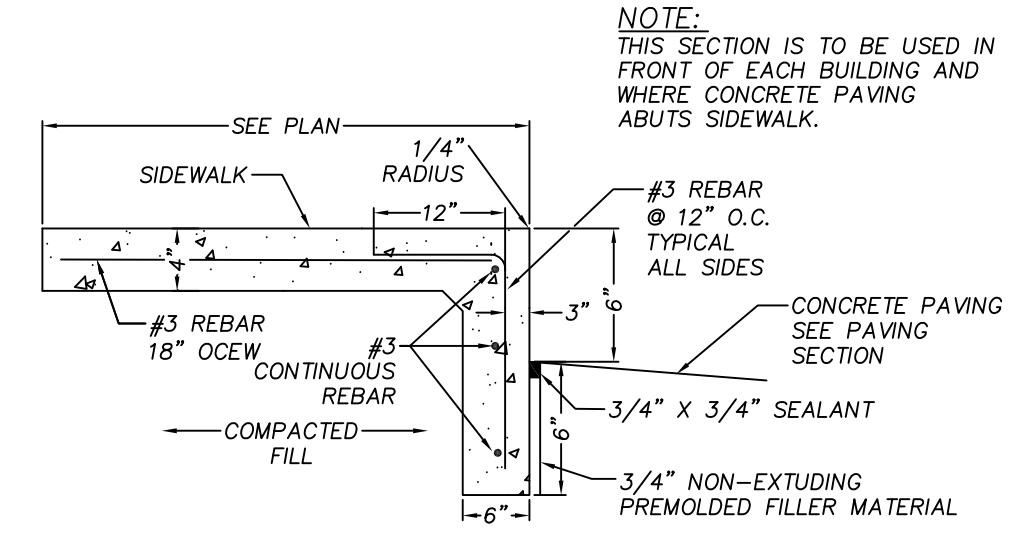 NOTE:
THIS SECTION IS TO BE USED IN
FRONT OF EACH BUILDING AND
WHERE CONCRETE PAVING
ABUTS SIDEWALK.
SEE PLAN
1/4"
RADIUS
SIDEWALK
12"
#3 REBAR
@ 12" O.C.
TYPICAL
ALL SIDES
4"
6"
3"
CONCRETE PAVING
SEE PAVING
SECTION
#3 REBAR
18" OCEW
#3
CONTINUOUS
REBAR
3/4" X 3/4" SEALANT
6"
COMPACTED
FILL
3/4" NON-EXTUDING
PREMOLDED FILLER MATERIAL
6"